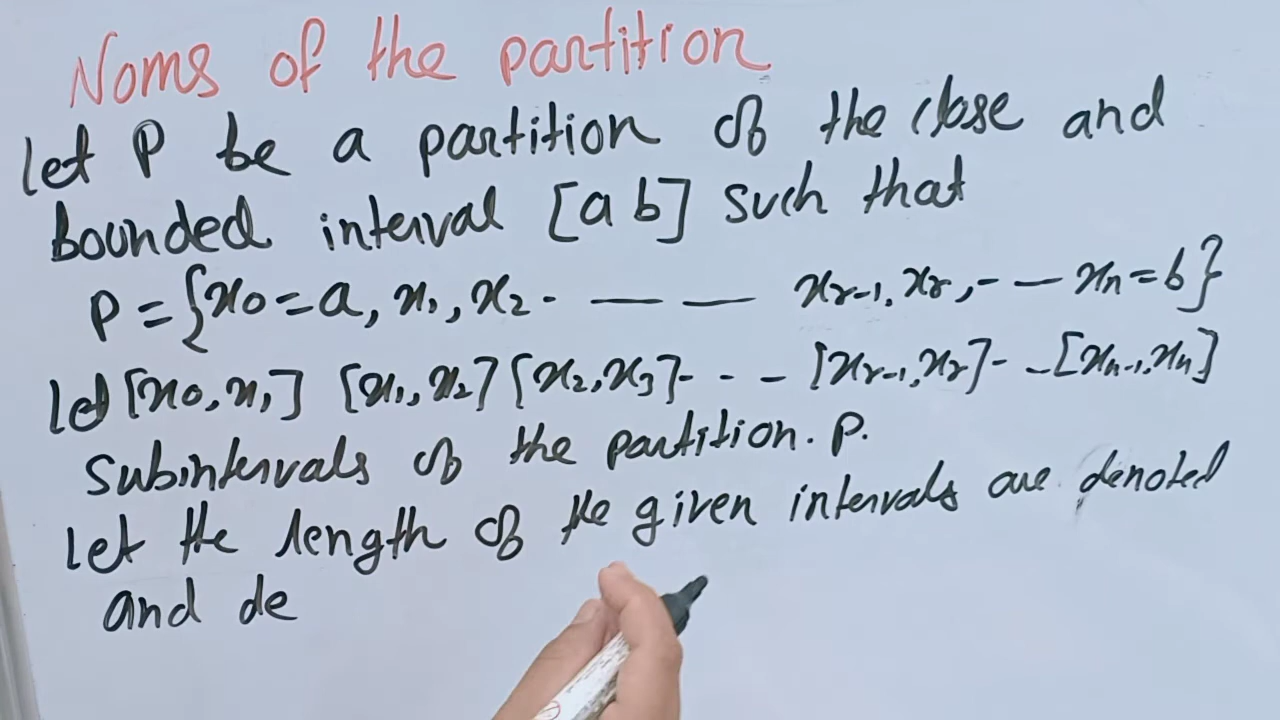 Noms of the partition
Let P be a partition of the close and
bounded interval [a b] such that
P = {x₀ = a, x₁, x₂ - — — xᵣ₋₁, xᵣ, - — xₙ = b}
Let [x₀, x₁] [x₁, x₂] [x₂, x₃] - - - [xᵣ₋₁, xᵣ] - - [xₙ₋₁, xₙ]
Subintervals of the partition. P.
Let the length of the given intervals are denoted
and de